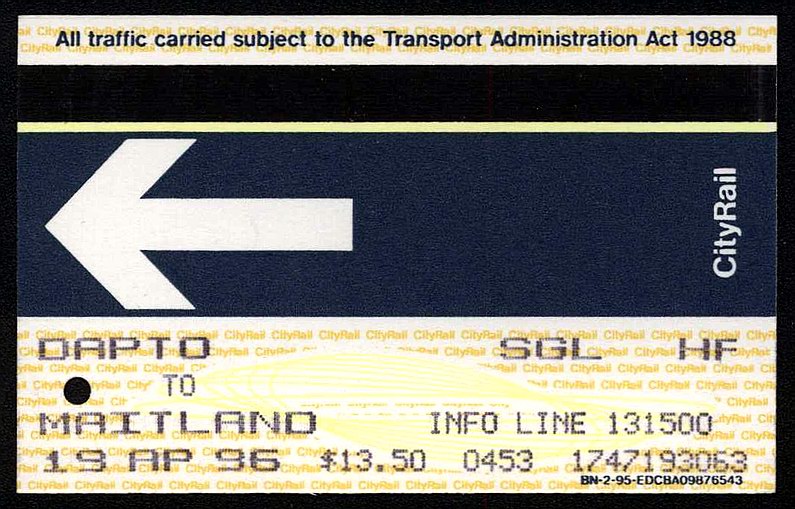 All traffic carried subject to the Transport Administration Act 1988
CityRail
DAPTO SGL HF
TO
MAITLAND INFO LINE 131500
19 AP 96 $13.50 0453 1747193063
BN-2-95-EDCBA09876543